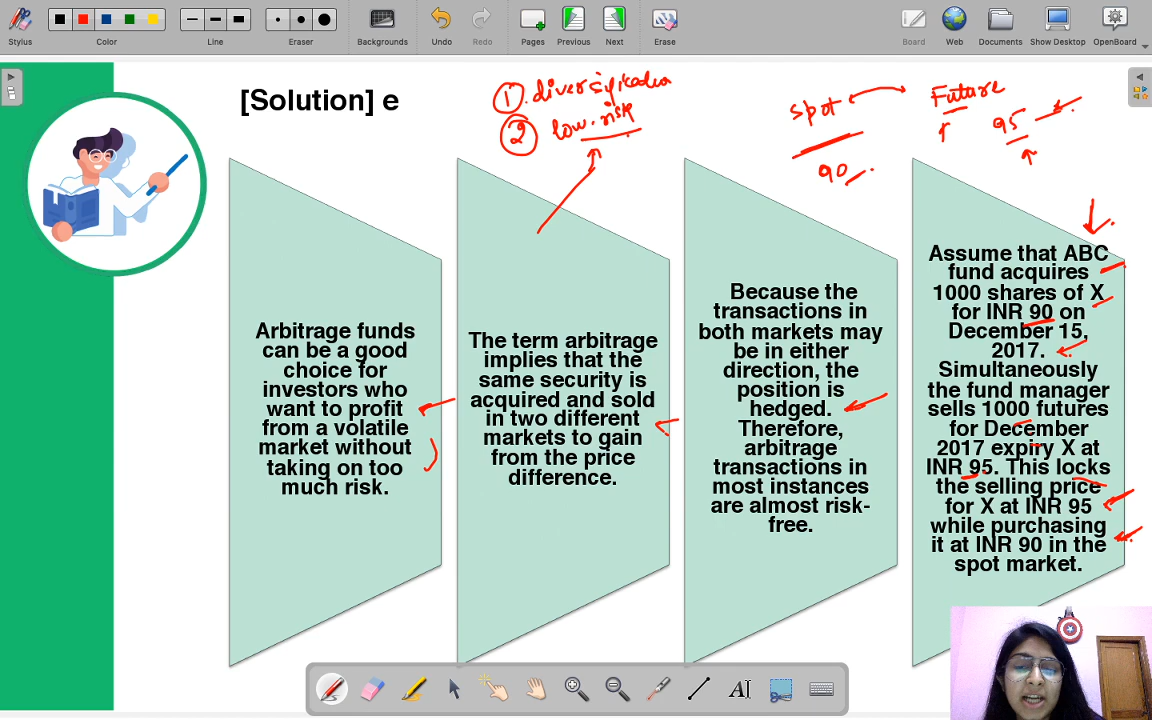 Stylus
Color
Line
Eraser
Backgrounds
Undo
Redo
Pages
Previous
Next
Erase
Board
Web
Documents
Show Desktop
OpenBoard
[Solution] e
1. diversification
2 low risk
spot
90
Future
95
Arbitrage funds
can be a good
choice for
investors who
want to profit
from a volatile
market without
taking on too
much risk.
The term arbitrage
implies that the
same security is
acquired and sold
in two different
markets to gain
from the price
difference.
Because the
transactions in
both markets may
be in either
direction, the
position is
hedged.
Therefore,
arbitrage
transactions in
most instances
are almost risk-
free.
Assume that ABC
fund acquires
1000 shares of X
for INR 90 on
December 15,
2017.
Simultaneously
the fund manager
sells 1000 futures
for December
2017 expiry X at
INR 95. This locks
the selling price
for X at INR 95
while purchasing
it at INR 90 in the
spot market.